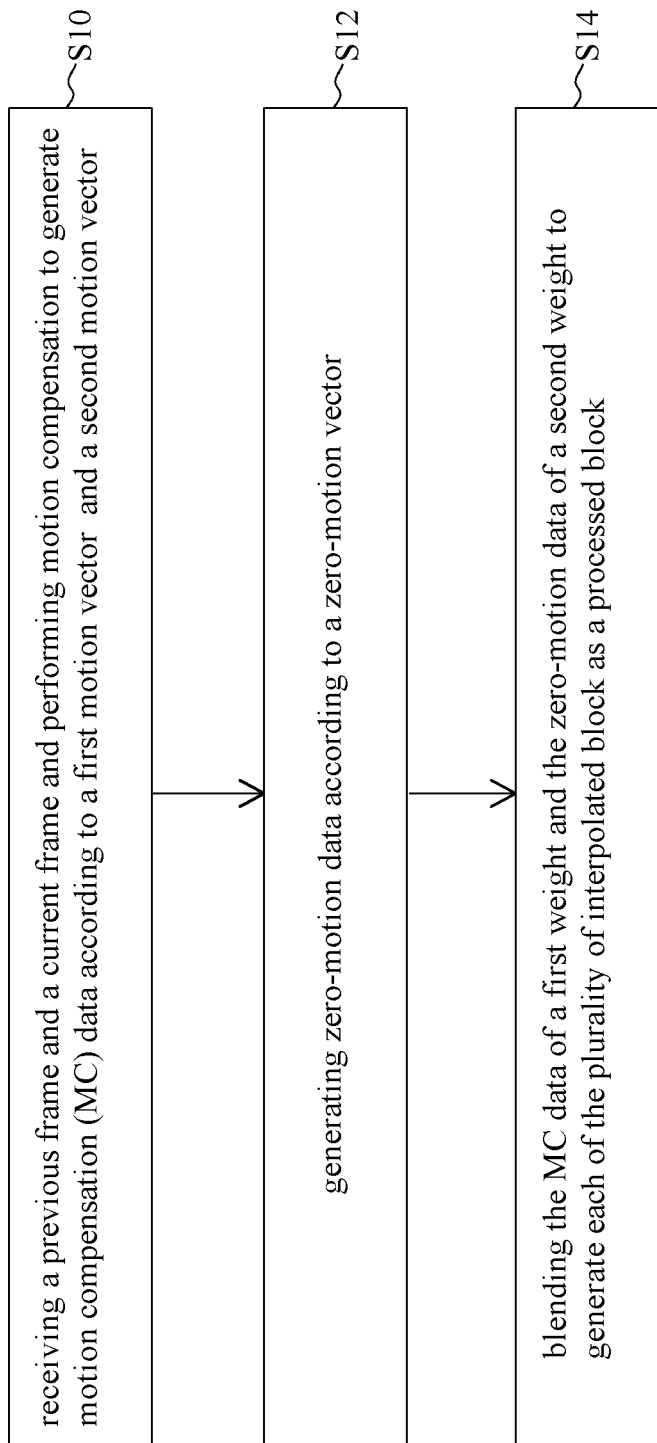 receiving a previous frame and a current frame and performing motion compensation to generate
motion compensation (MC) data according to a first motion vector and a second motion vector
S10
generating zero-motion data according to a zero-motion vector
S12
blending the MC data of a first weight and the zero-motion data of a second weight to
generate each of the plurality of interpolated block as a processed block
S14